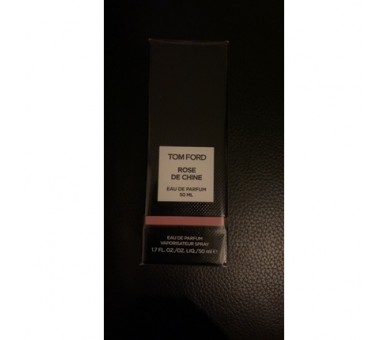 TOM FORD
ROSE
DE CHINE
EAU DE PARFUM
50 ML
EAU DE PARFUM
VAPORISATEUR SPRAY
1.7 FL.OZ./OZ. LIQ./50 ml ℮